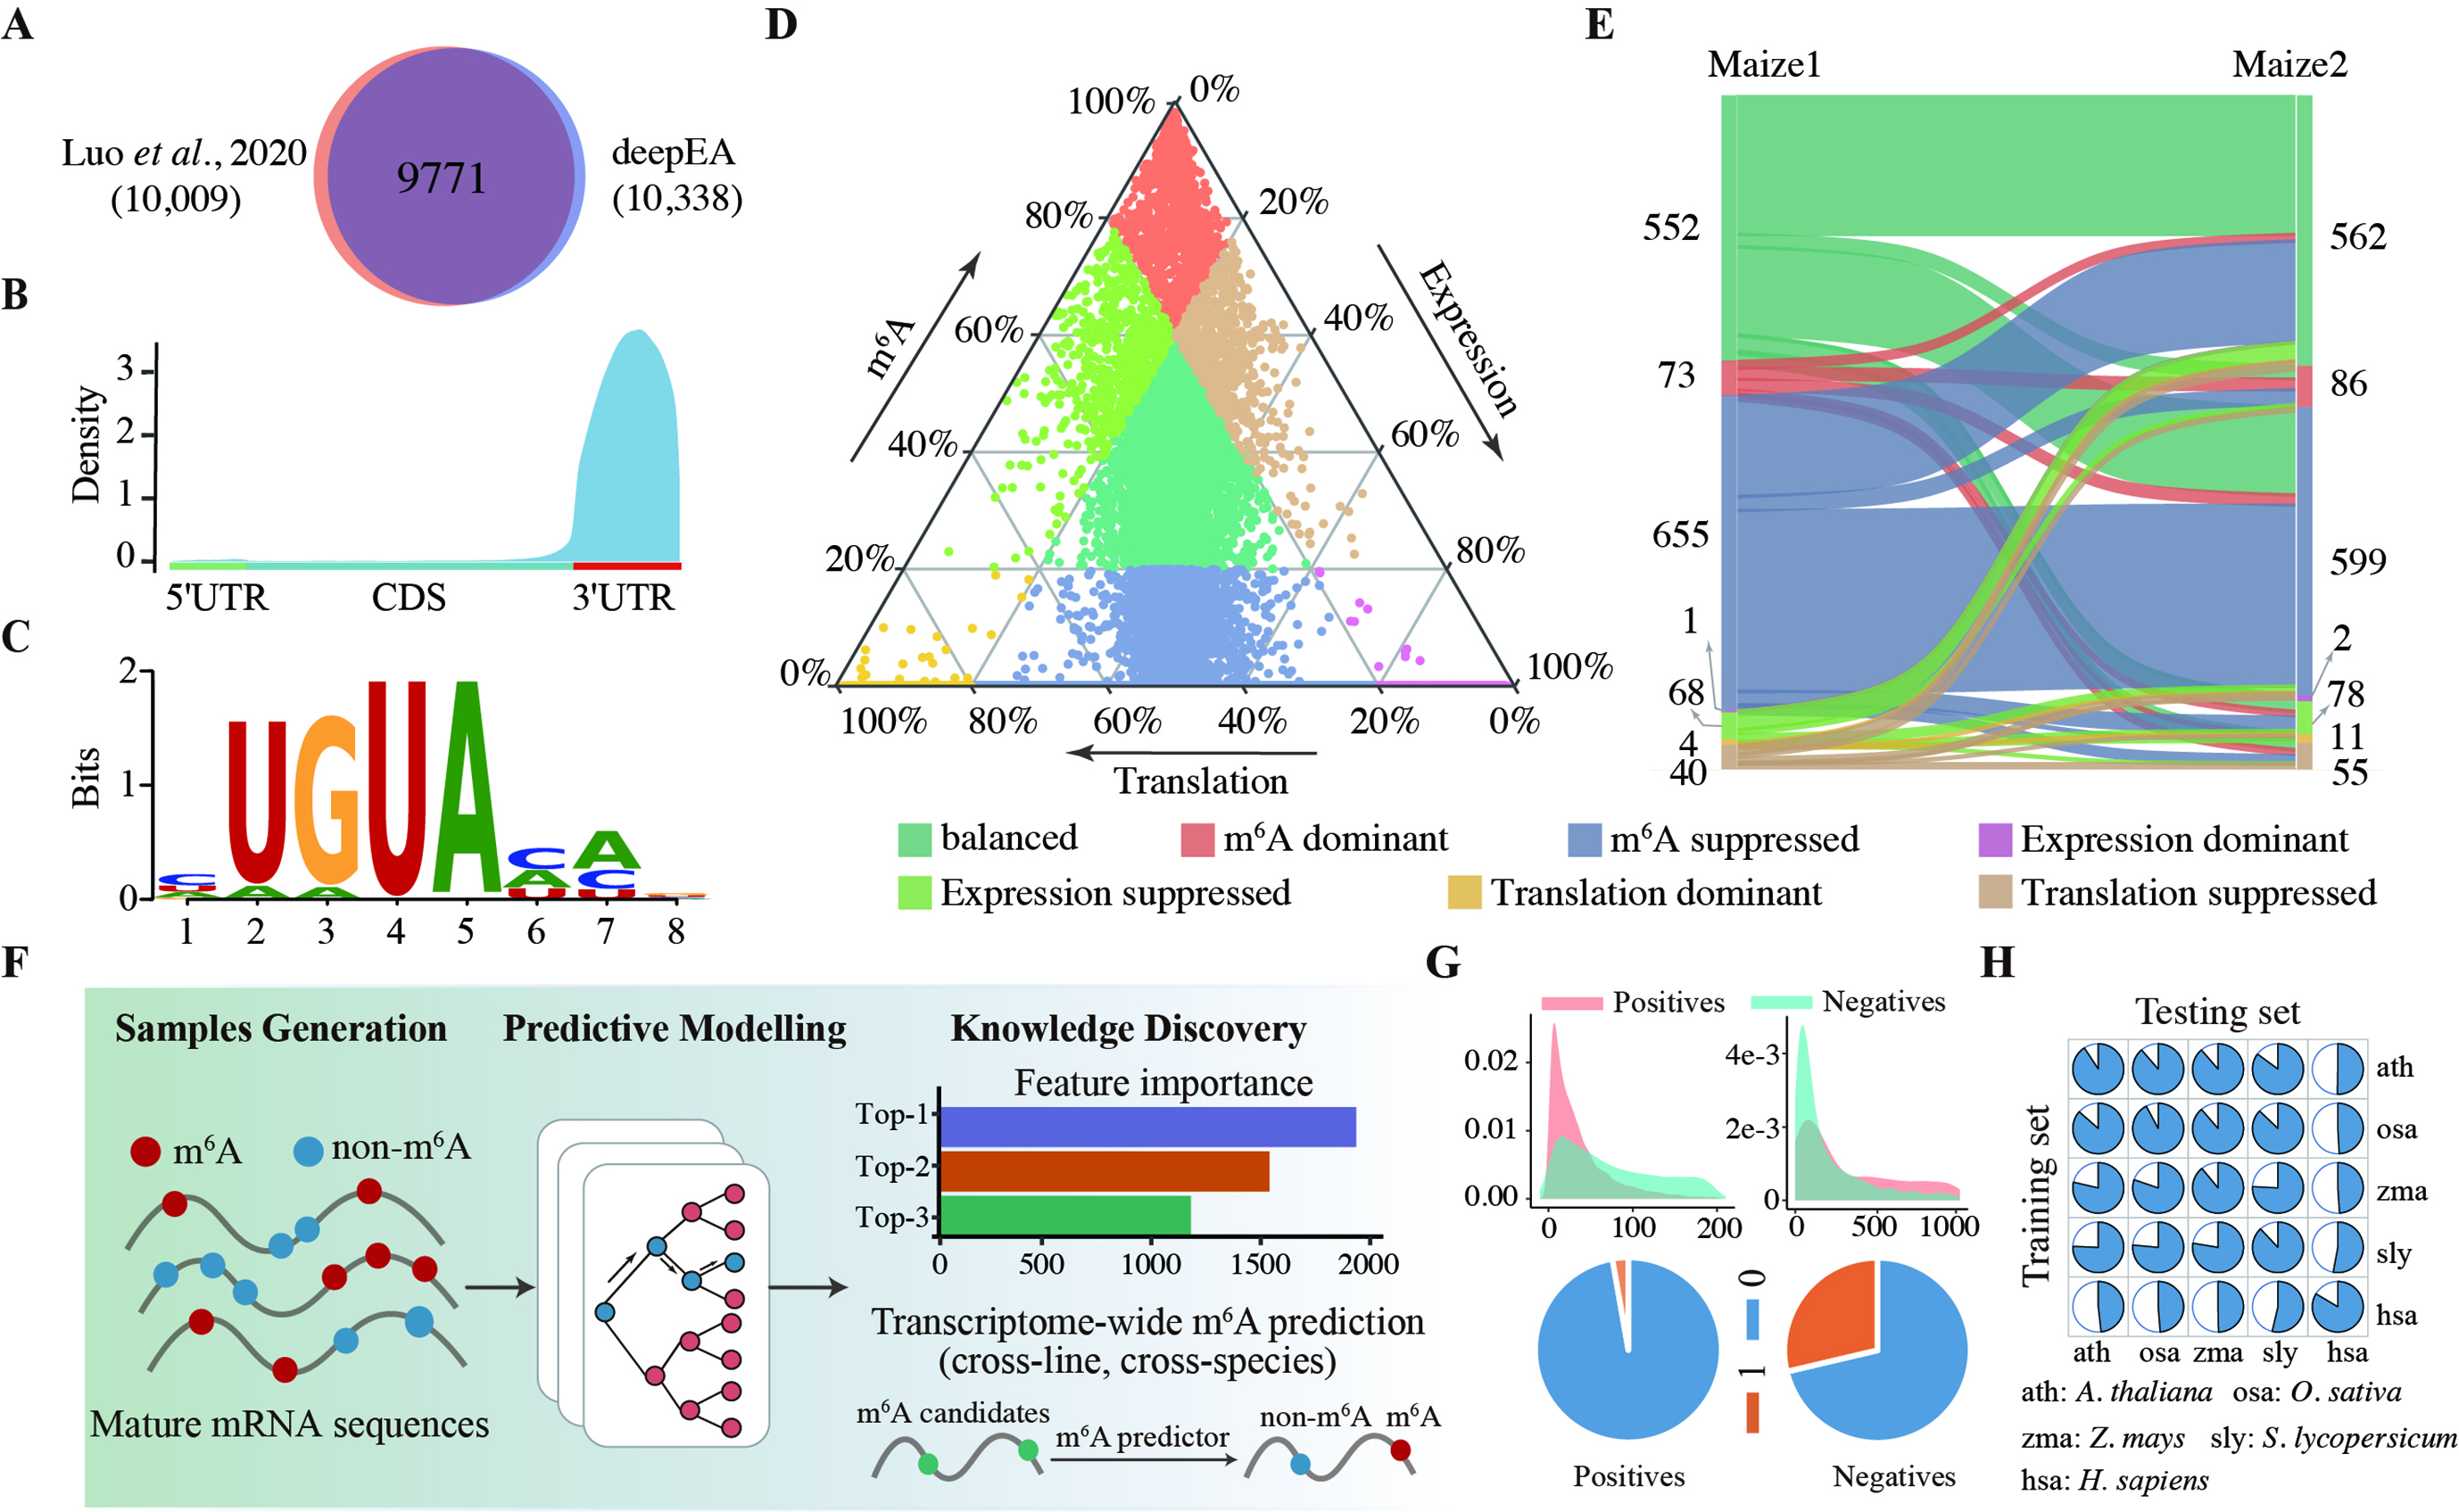 A
Luo et al., 2020
(10,009)
9771
deepEA
(10,338)
B
Density
3
2
1
0
5'UTR
CDS
3'UTR
C
Bits
2
1
0
UGUA
1 2 3 4 5 6 7 8
D
100%
80%
60%
40%
20%
0%
0%
20%
40%
60%
80%
100%
100% 80% 60% 40% 20% 0%
m⁶A
Expression
Translation
E
Maize1
Maize2
552
73
655
1
68
4
40
562
86
599
2
78
11
55
balanced
m⁶A dominant
m⁶A suppressed
Expression dominant
Expression suppressed
Translation dominant
Translation suppressed
F
Samples Generation
Predictive Modelling
Knowledge Discovery
m⁶A
non-m⁶A
Mature mRNA sequences
Feature importance
Top-1
Top-2
Top-3
0 500 1000 1500 2000
Transcriptome-wide m⁶A prediction
(cross-line, cross-species)
m⁶A candidates
m⁶A predictor
non-m⁶A m⁶A
G
Positives
Negatives
0.02
0.01
0.00
0 100 200
4e-3
2e-3
0
0 500 1000
0
1
Positives
Negatives
H
Testing set
Training set
ath
osa
zma
sly
hsa
ath osa zma sly hsa
ath: A. thaliana osa: O. sativa
zma: Z. mays sly: S. lycopersicum
hsa: H. sapiens